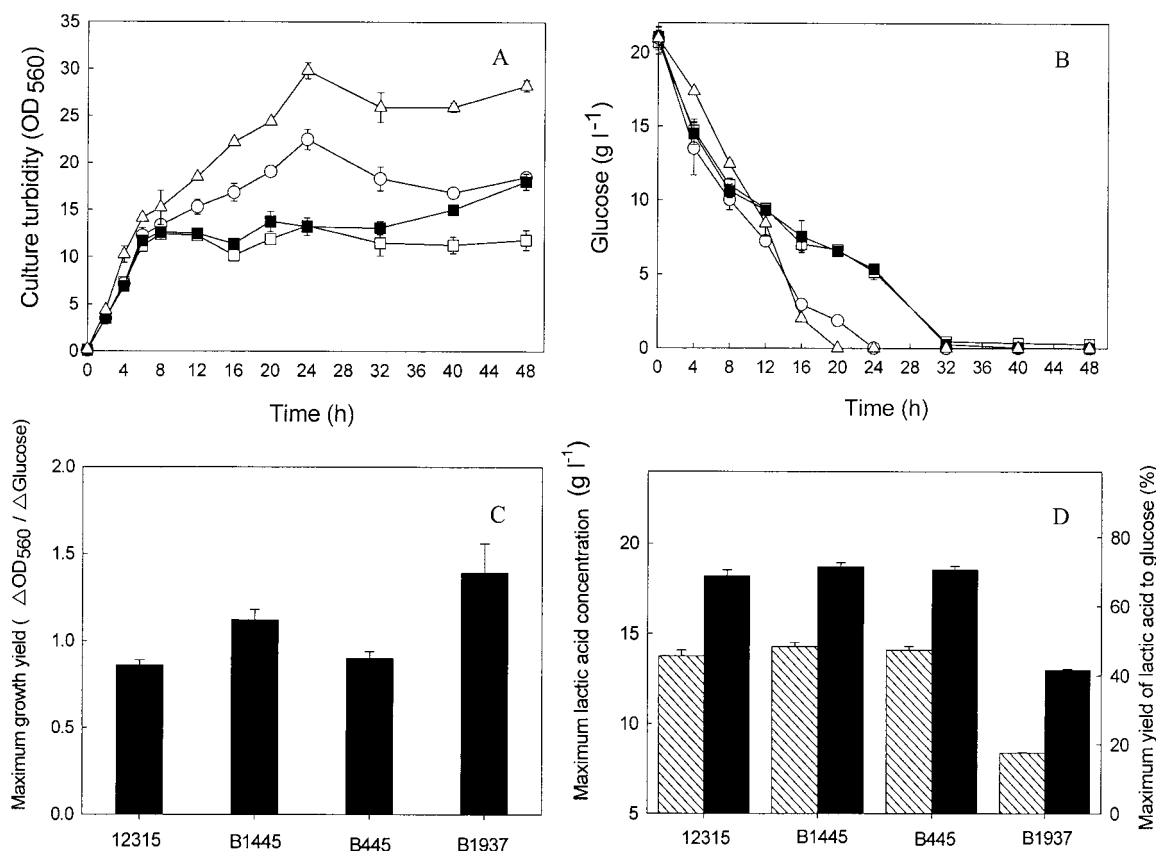 A
Culture turbidity (OD560)
35
30
25
20
15
10
5
0
0 4 8 12 16 20 24 28 32 36 40 44 48
Time (h)
B
Glucose (g l-1)
20
15
10
5
0
0 4 8 12 16 20 24 28 32 36 40 44 48
Time (h)
C
Maximum growth yield ( △OD560 / △Glucose)
2.0
1.5
1.0
0.5
0.0
12315 B1445 B445 B1937
D
Maximum lactic acid concentration (g l-1)
20
15
10
5
12315 B1445 B445 B1937
80
60
40
20
0
Maximum yield of lactic acid to glucose (%)